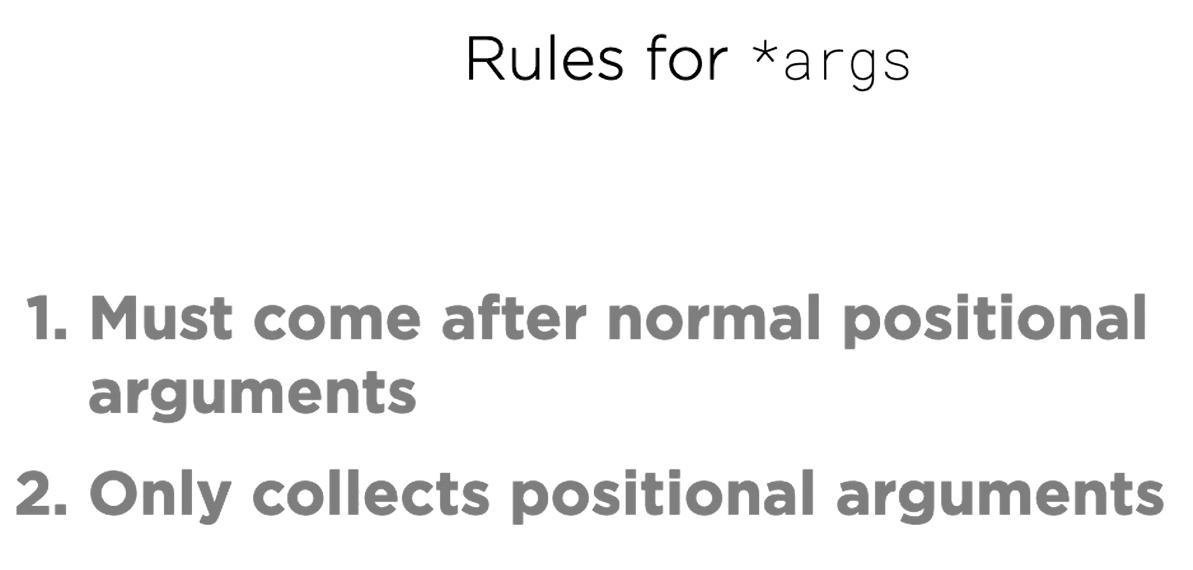 Rules for *args
1. Must come after normal positional
arguments
2. Only collects positional arguments